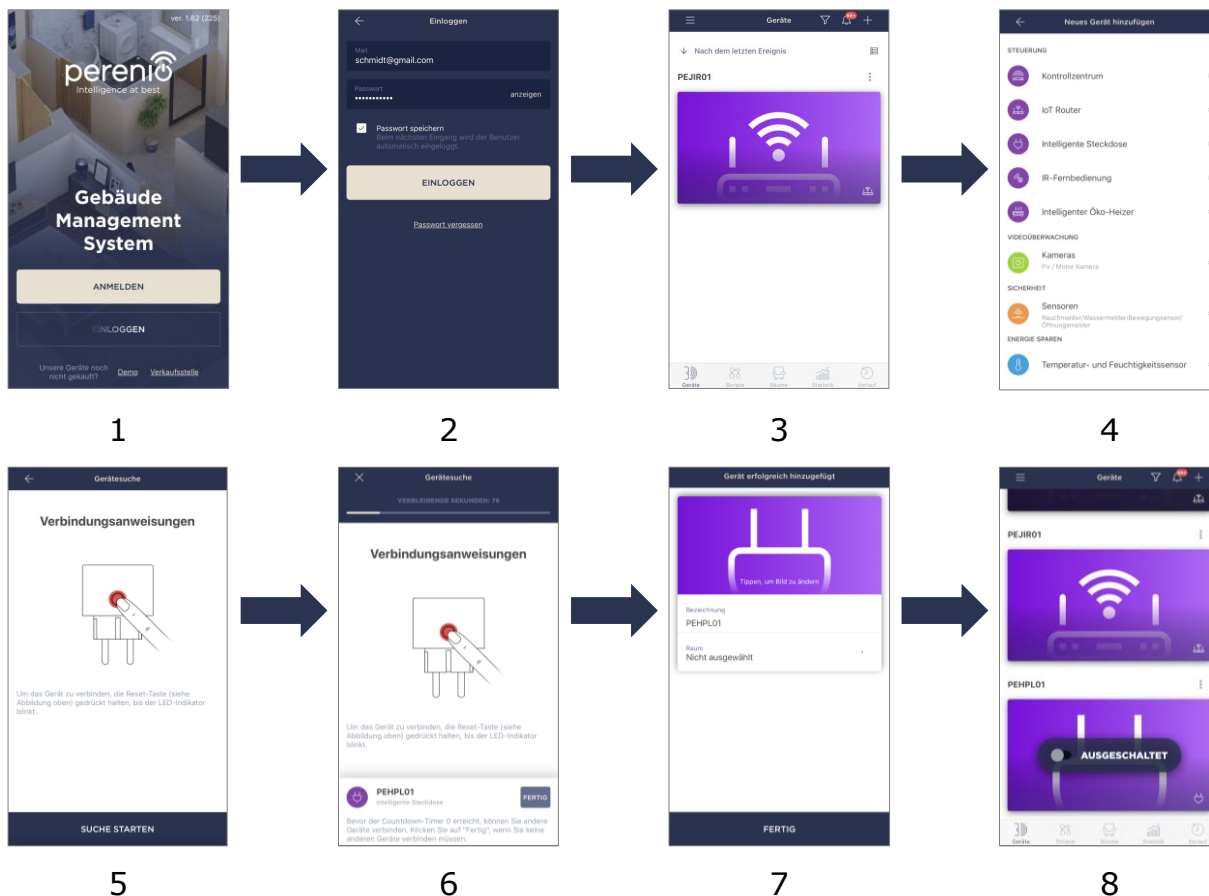 ver. 1.62 (225)
perenio
Intelligence at best
Gebäude
Management
System
ANMELDEN
EINLOGGEN
Unsere Geräte noch
nicht gekauft?
Demo
Verkaufsstelle
1
Einloggen
Mail
schmidt@gmail.com
Passwort
anzeigen
Passwort speichern
Beim nächsten Eingang wird der Benutzer
automatisch eingeloggt.
EINLOGGEN
Passwort vergessen
2
Geräte
99+
Nach dem letzten Ereignis
PEJIR01
Geräte
Skripte
Räume
Statistik
Verlauf
3
Neues Gerät hinzufügen
STEUERUNG
Kontrollzentrum
IoT Router
Intelligente Steckdose
IR-Fernbedienung
Intelligenter Öko-Heizer
VIDEOÜBERWACHUNG
Kameras
Fix / Motor Kamera
SICHERHEIT
Sensoren
Rauchmelder/Wassermelder/Bewegungsensor/
Öffnungsmelder
ENERGIE SPAREN
Temperatur- und Feuchtigkeitssensor
4
Gerätesuche
Verbindungsanweisungen
Um das Gerät zu verbinden, die Reset-Taste (siehe
Abbildung oben) gedrückt halten, bis der LED-Indikator
blinkt.
SUCHE STARTEN
5
Gerätesuche
VERBLEIBENDE SEKUNDEN: 76
Verbindungsanweisungen
Um das Gerät zu verbinden, die Reset-Taste (siehe
Abbildung oben) gedrückt halten, bis der LED-Indikator
blinkt.
PEHPL01
Intelligente Steckdose
FERTIG
Bevor der Countdown-Timer 0 erreicht, können Sie andere
Geräte verbinden. Klicken Sie auf "Fertig", wenn Sie keine
anderen Geräte verbinden müssen.
6
Gerät erfolgreich hinzugefügt
Tippen, um Bild zu ändern
Bezeichnung
PEHPL01
Raum
Nicht ausgewählt
FERTIG
7
Geräte
99+
PEJIR01
PEHPL01
AUSGESCHALTET
Geräte
Skripte
Räume
Statistik
Verlauf
8